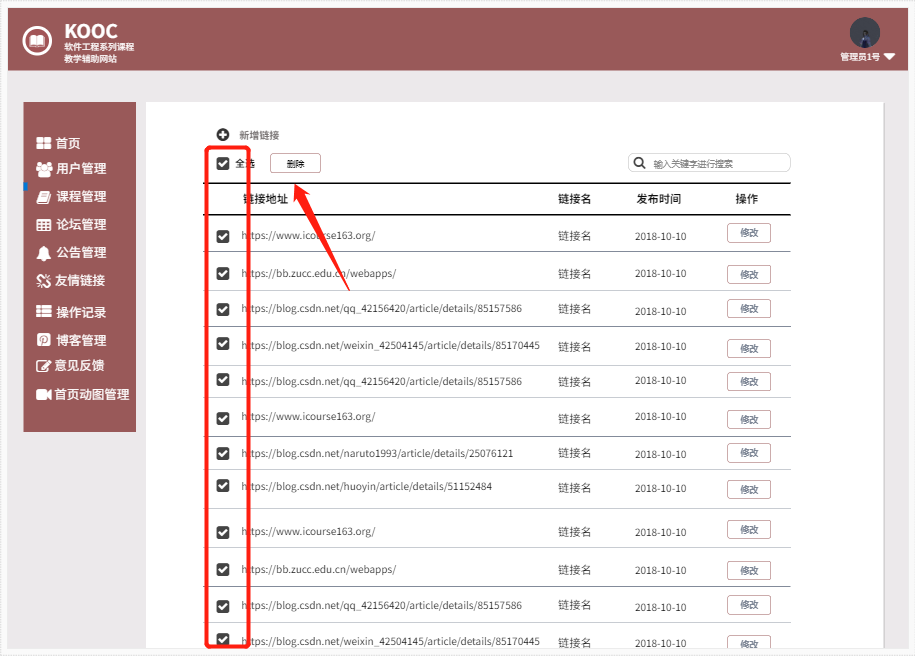 KOOC
软件工程系列课程
教学辅助网站
管理员1号
首页
用户管理
课程管理
论坛管理
公告管理
友情链接
操作记录
博客管理
意见反馈
首页动图管理
新增链接
全选 删除 输入关键字进行搜索
链接地址 链接名 发布时间 操作
https://www.icourse163.org/ 链接名 2018-10-10 修改
https://bb.zucc.edu.cn/webapps/ 链接名 2018-10-10 修改
https://blog.csdn.net/qq_42156420/article/details/85157586 链接名 2018-10-10 修改
https://blog.csdn.net/weixin_42504145/article/details/85170445 链接名 2018-10-10 修改
https://blog.csdn.net/qq_42156420/article/details/85157586 链接名 2018-10-10 修改
https://www.icourse163.org/ 链接名 2018-10-10 修改
https://blog.csdn.net/naruto1993/article/details/25076121 链接名 2018-10-10 修改
https://blog.csdn.net/huoyin/article/details/51152484 链接名 2018-10-10 修改
https://www.icourse163.org/ 链接名 2018-10-10 修改
https://bb.zucc.edu.cn/webapps/ 链接名 2018-10-10 修改
https://blog.csdn.net/qq_42156420/article/details/85157586 链接名 2018-10-10 修改
https://blog.csdn.net/weixin_42504145/article/details/85170445 链接名 2018-10-10 修改